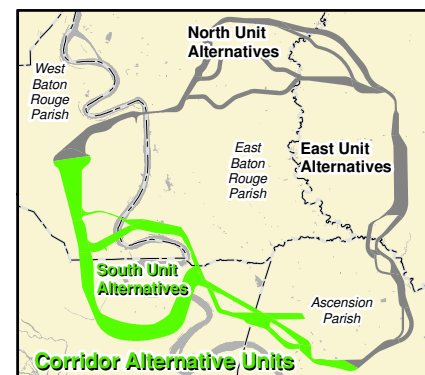 North Unit
Alternatives
West
Baton
Rouge
Parish
East
Baton
Rouge
Parish
East Unit
Alternatives
South Unit
Alternatives
Ascension
Parish
Corridor Alternative Units